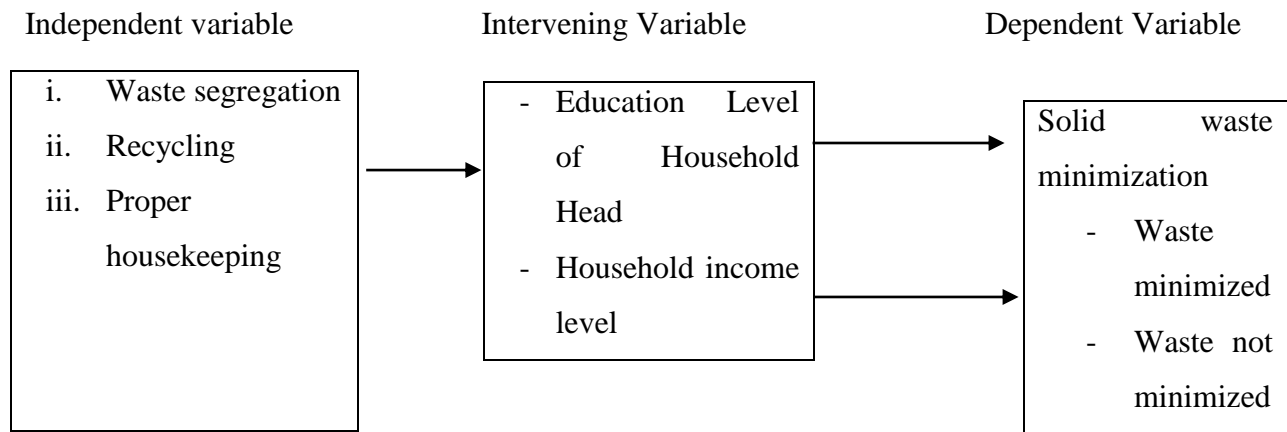 Independent variable
Intervening Variable
Dependent Variable
i. Waste segregation
ii. Recycling
iii. Proper
housekeeping
- Education Level
of Household
Head
- Household income
level
Solid waste
minimization
- Waste
minimized
- Waste not
minimized